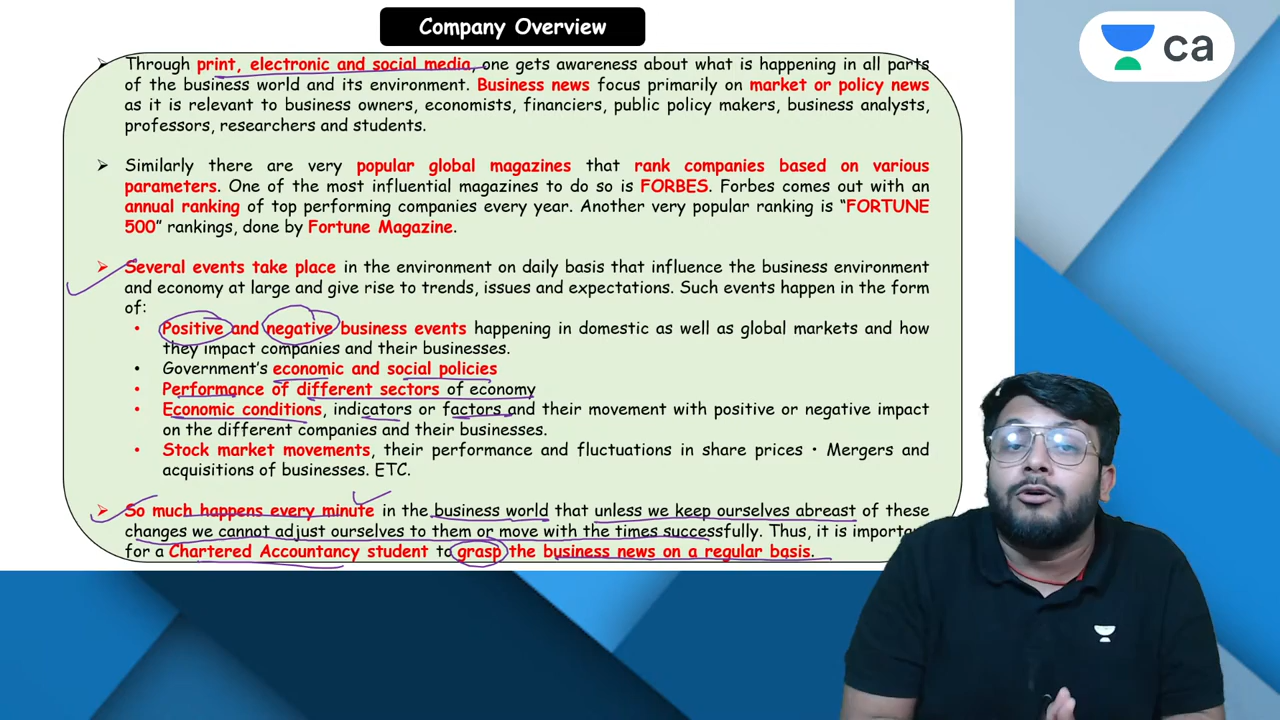 Company Overview
ca
➢ Through print, electronic and social media, one gets awareness about what is happening in all parts
of the business world and its environment. Business news focus primarily on market or policy news
as it is relevant to business owners, economists, financiers, public policy makers, business analysts,
professors, researchers and students.
➢ Similarly there are very popular global magazines that rank companies based on various
parameters. One of the most influential magazines to do so is FORBES. Forbes comes out with an
annual ranking of top performing companies every year. Another very popular ranking is “FORTUNE
500” rankings, done by Fortune Magazine.
➢ Several events take place in the environment on daily basis that influence the business environment
and economy at large and give rise to trends, issues and expectations. Such events happen in the form
of:
• Positive and negative business events happening in domestic as well as global markets and how
they impact companies and their businesses.
• Government’s economic and social policies
• Performance of different sectors of economy
• Economic conditions, indicators or factors and their movement with positive or negative impact
on the different companies and their businesses.
• Stock market movements, their performance and fluctuations in share prices • Mergers and
acquisitions of businesses. ETC.
➢ So much happens every minute in the business world that unless we keep ourselves abreast of these
changes we cannot adjust ourselves to them or move with the times successfully. Thus, it is
for a Chartered Accountancy student to grasp the business news on a regular basis.